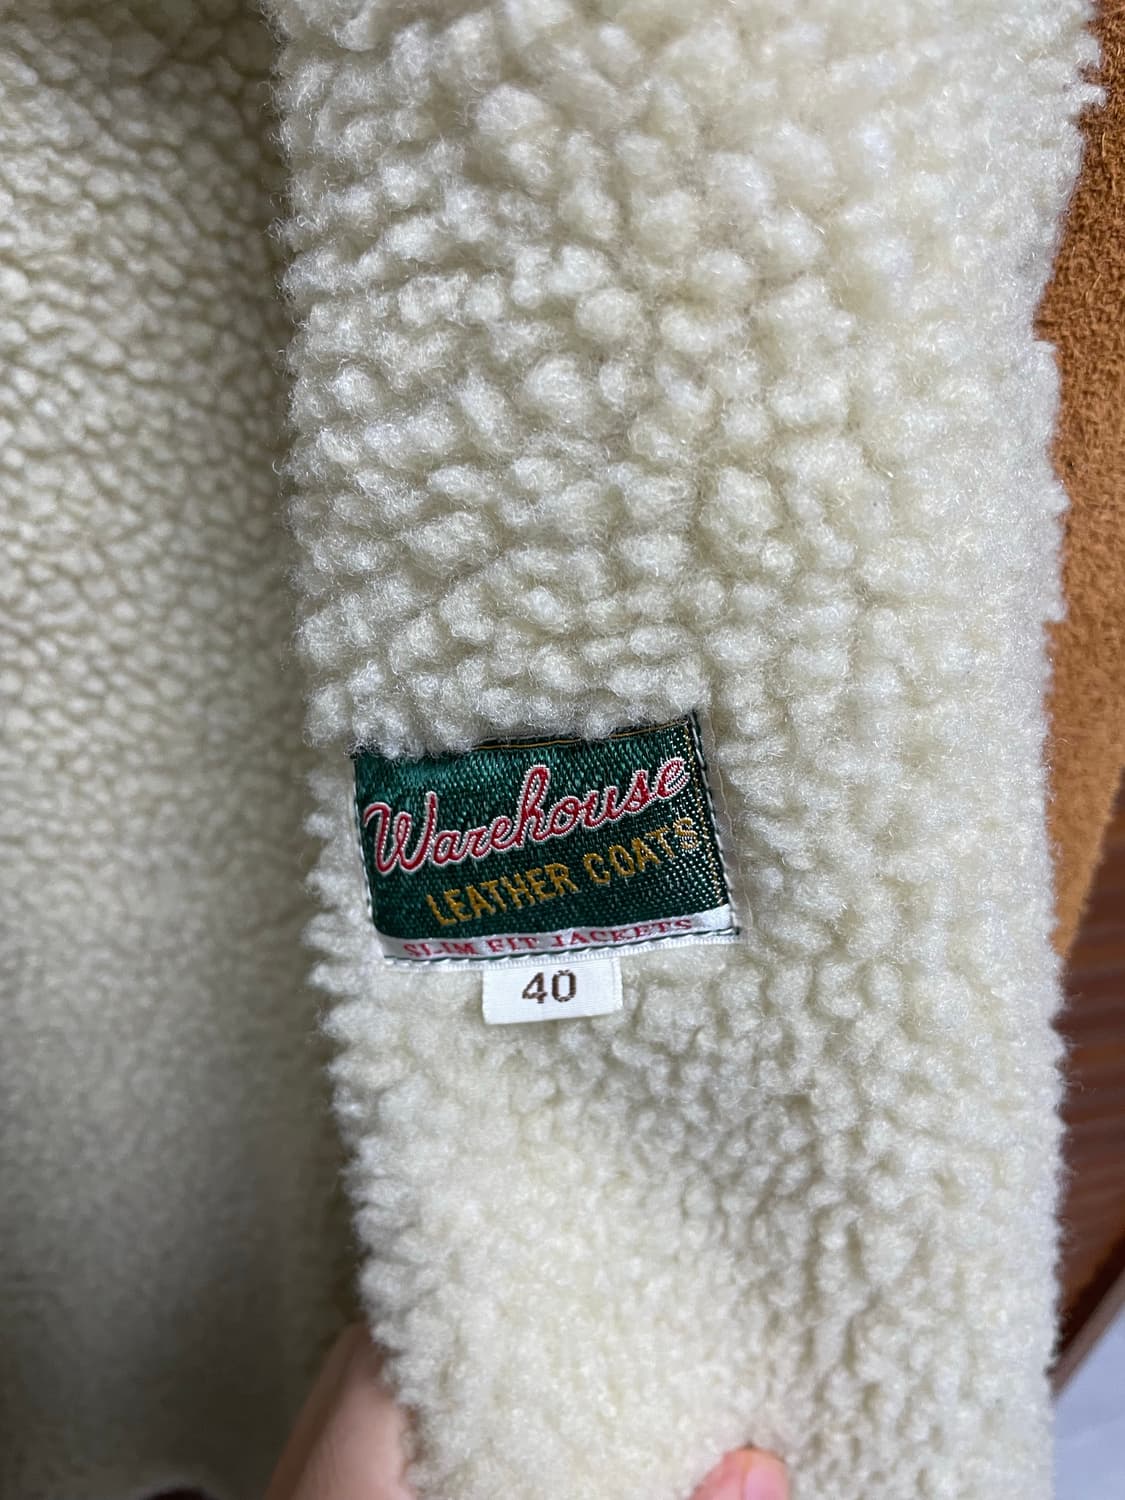 Warehouse
LEATHER COATS
SLIM FIT JACKETS
40